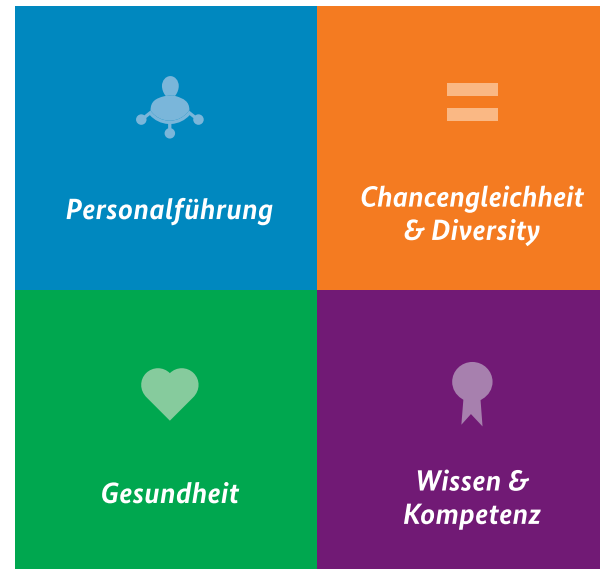 Personalführung
Chancengleichheit
& Diversity
Gesundheit
Wissen &
Kompetenz